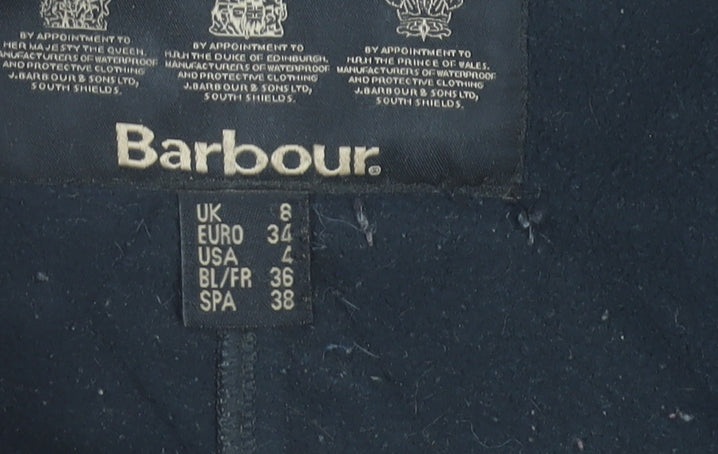 BY APPOINTMENT TO
HER MAJESTY THE QUEEN.
MANUFACTURERS OF WATERPROOF
AND PROTECTIVE CLOTHING
J.BARBOUR & SONS LTD,
SOUTH SHIELDS.
BY APPOINTMENT TO
H.R.H THE DUKE OF EDINBURGH.
MANUFACTURERS OF WATERPROOF
AND PROTECTIVE CLOTHING
J.BARBOUR & SONS LTD,
SOUTH SHIELDS.
BY APPOINTMENT TO
H.R.H THE PRINCE OF WALES.
MANUFACTURERS OF WATERPROOF
AND PROTECTIVE CLOTHING
J.BARBOUR & SONS LTD,
SOUTH SHIELDS.
Barbour®
UK 8
EURO 34
USA 4
BL/FR 36
SPA 38